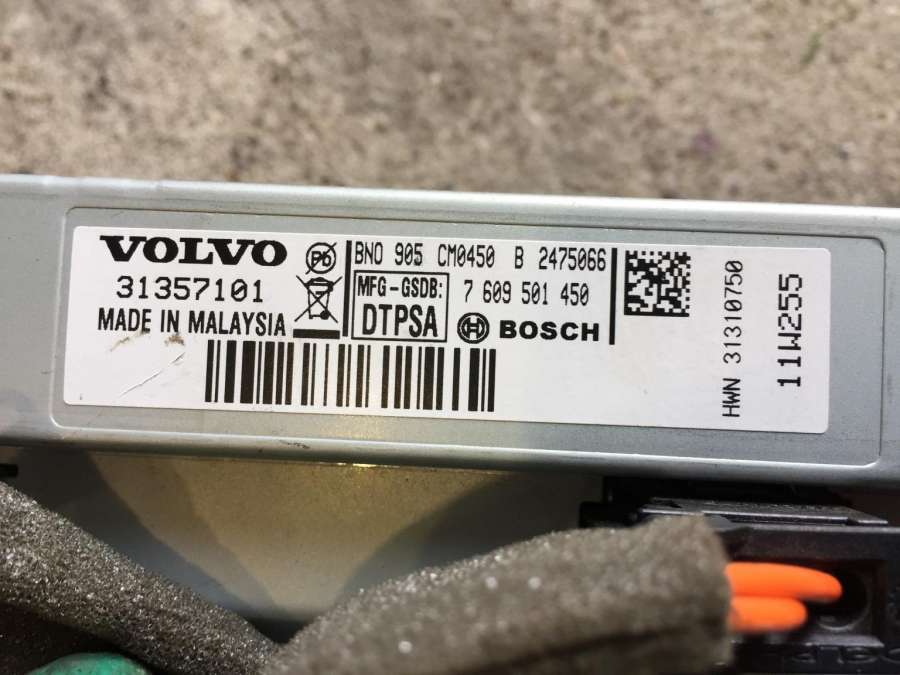 VOLVO
31357101
MADE IN MALAYSIA
Pb
BNO 905 CM0450 B 2475066
MFG-GSDB:
DTPSA
7 609 501 450
BOSCH
HWN 31310750
11W255